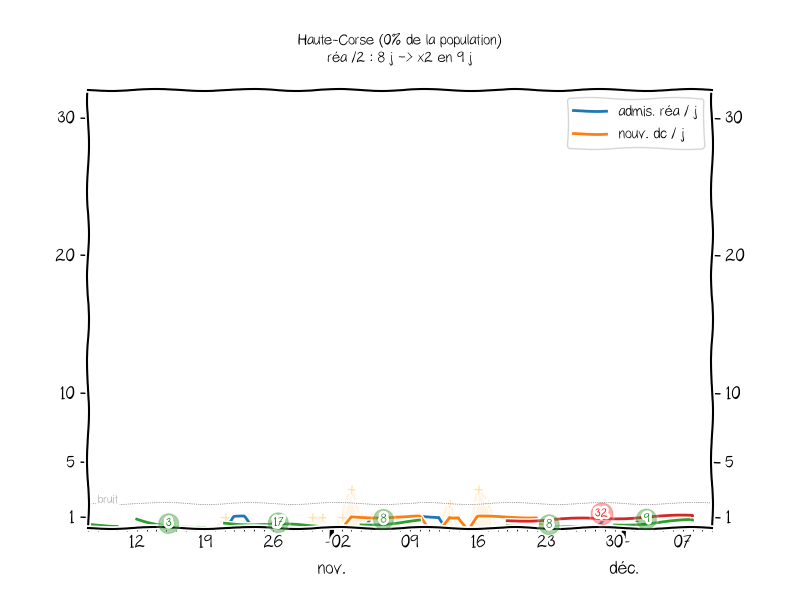 Haute-Corse (0% de la population)
réa /2 : 8 j -> x2 en 9 j
admis. réa / j
nouv. dc / j
30 30
20 20
10 10
5 5
bruit
1 1
3 17 8 8 32 9
12 19 26 02 09 16 23 30 07
nov. déc.